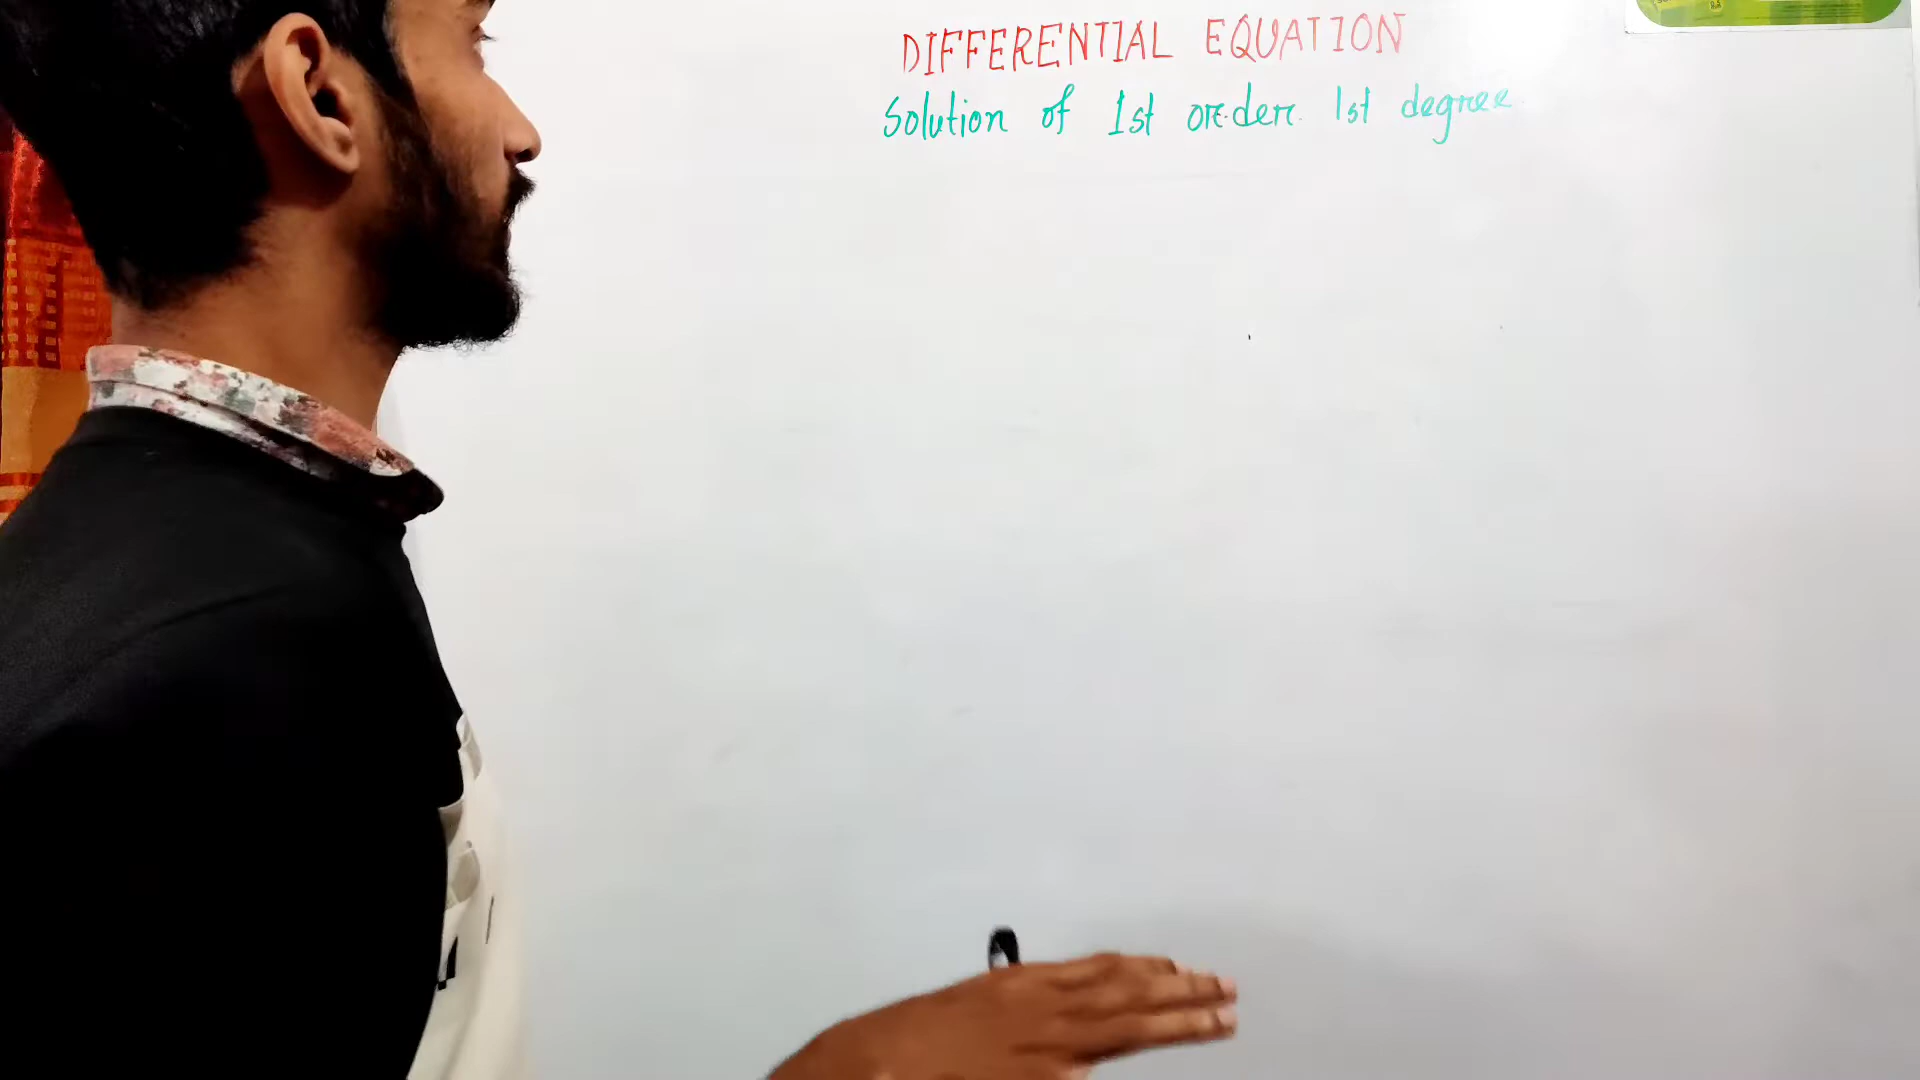 DIFFERENTIAL EQUATION
Solution of 1st order 1st degree